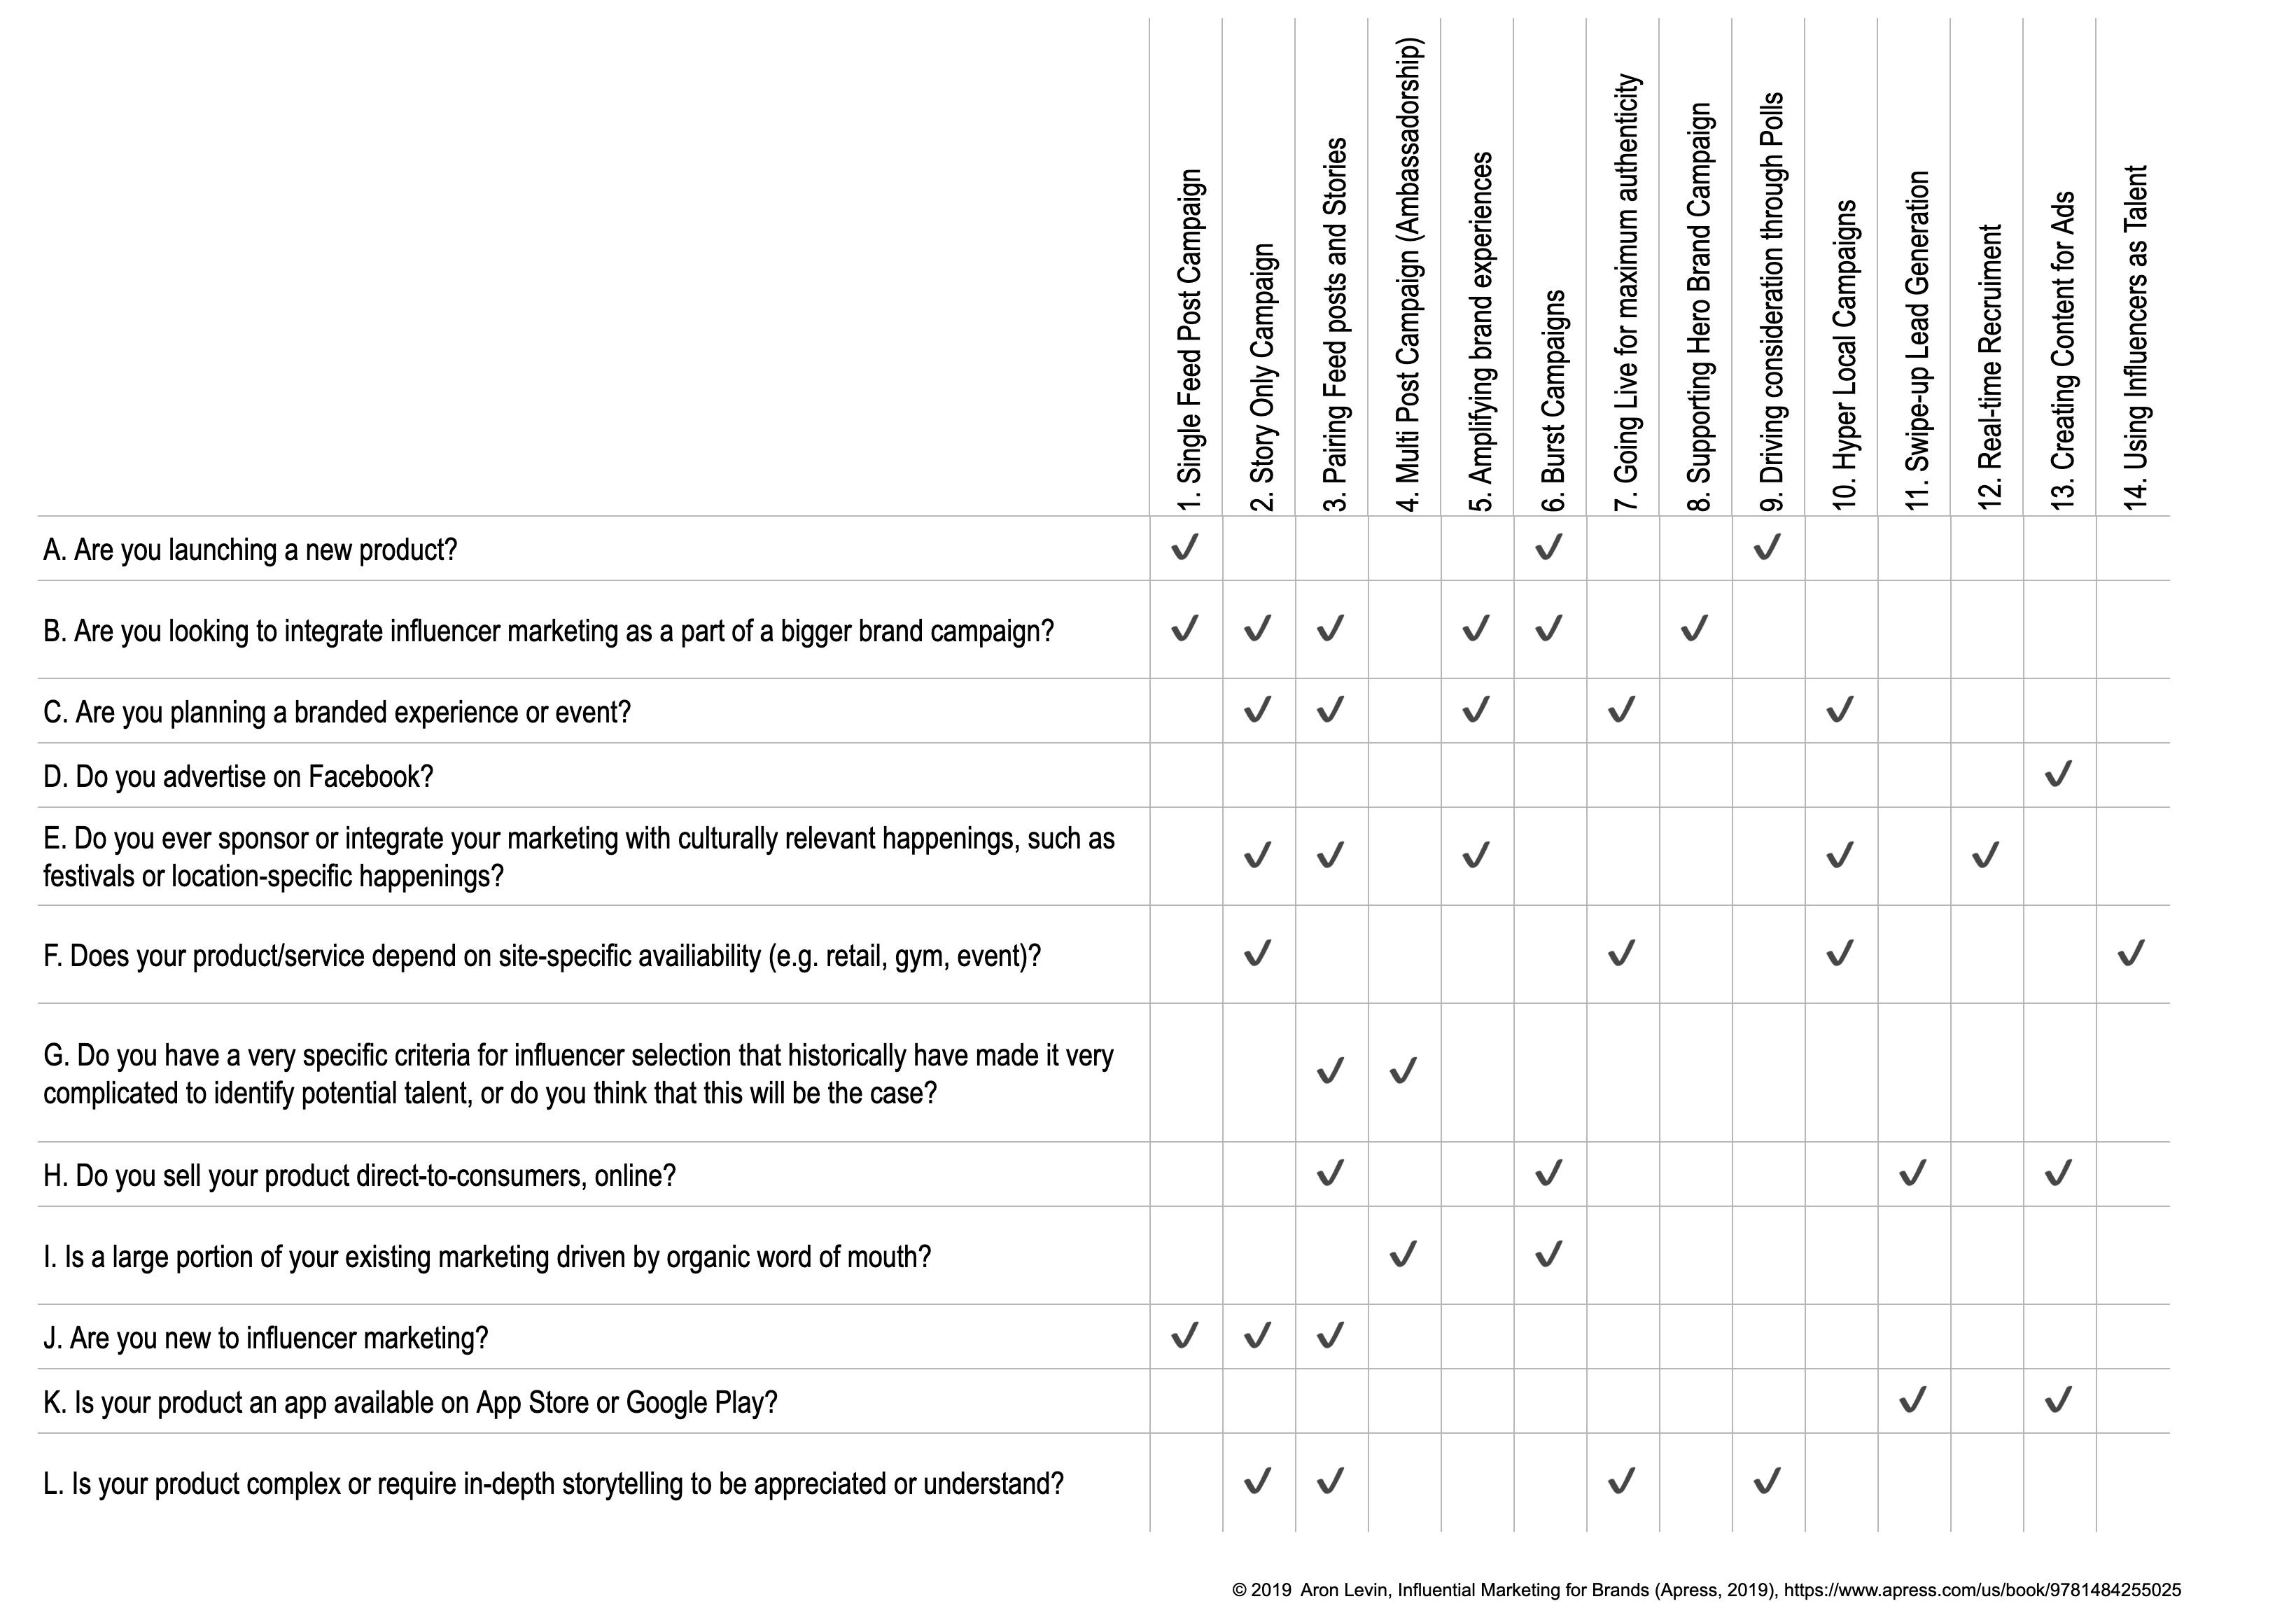 1. Single Feed Post Campaign
2. Story Only Campaign
3. Pairing Feed posts and Stories
4. Multi Post Campaign (Ambassadorship)
5. Amplifying brand experiences
6. Burst Campaigns
7. Going Live for maximum authenticity
8. Supporting Hero Brand Campaign
9. Driving consideration through Polls
10. Hyper Local Campaigns
11. Swipe-up Lead Generation
12. Real-time Recruiment
13. Creating Content for Ads
14. Using Influencers as Talent
A. Are you launching a new product?
B. Are you looking to integrate influencer marketing as a part of a bigger brand campaign?
C. Are you planning a branded experience or event?
D. Do you advertise on Facebook?
E. Do you ever sponsor or integrate your marketing with culturally relevant happenings, such as
festivals or location-specific happenings?
F. Does your product/service depend on site-specific availiability (e.g. retail, gym, event)?
G. Do you have a very specific criteria for influencer selection that historically have made it very
complicated to identify potential talent, or do you think that this will be the case?
H. Do you sell your product direct-to-consumers, online?
I. Is a large portion of your existing marketing driven by organic word of mouth?
J. Are you new to influencer marketing?
K. Is your product an app available on App Store or Google Play?
L. Is your product complex or require in-depth storytelling to be appreciated or understand?
© 2019 Aron Levin, Influential Marketing for Brands (Apress, 2019), https://www.apress.com/us/book/9781484255025